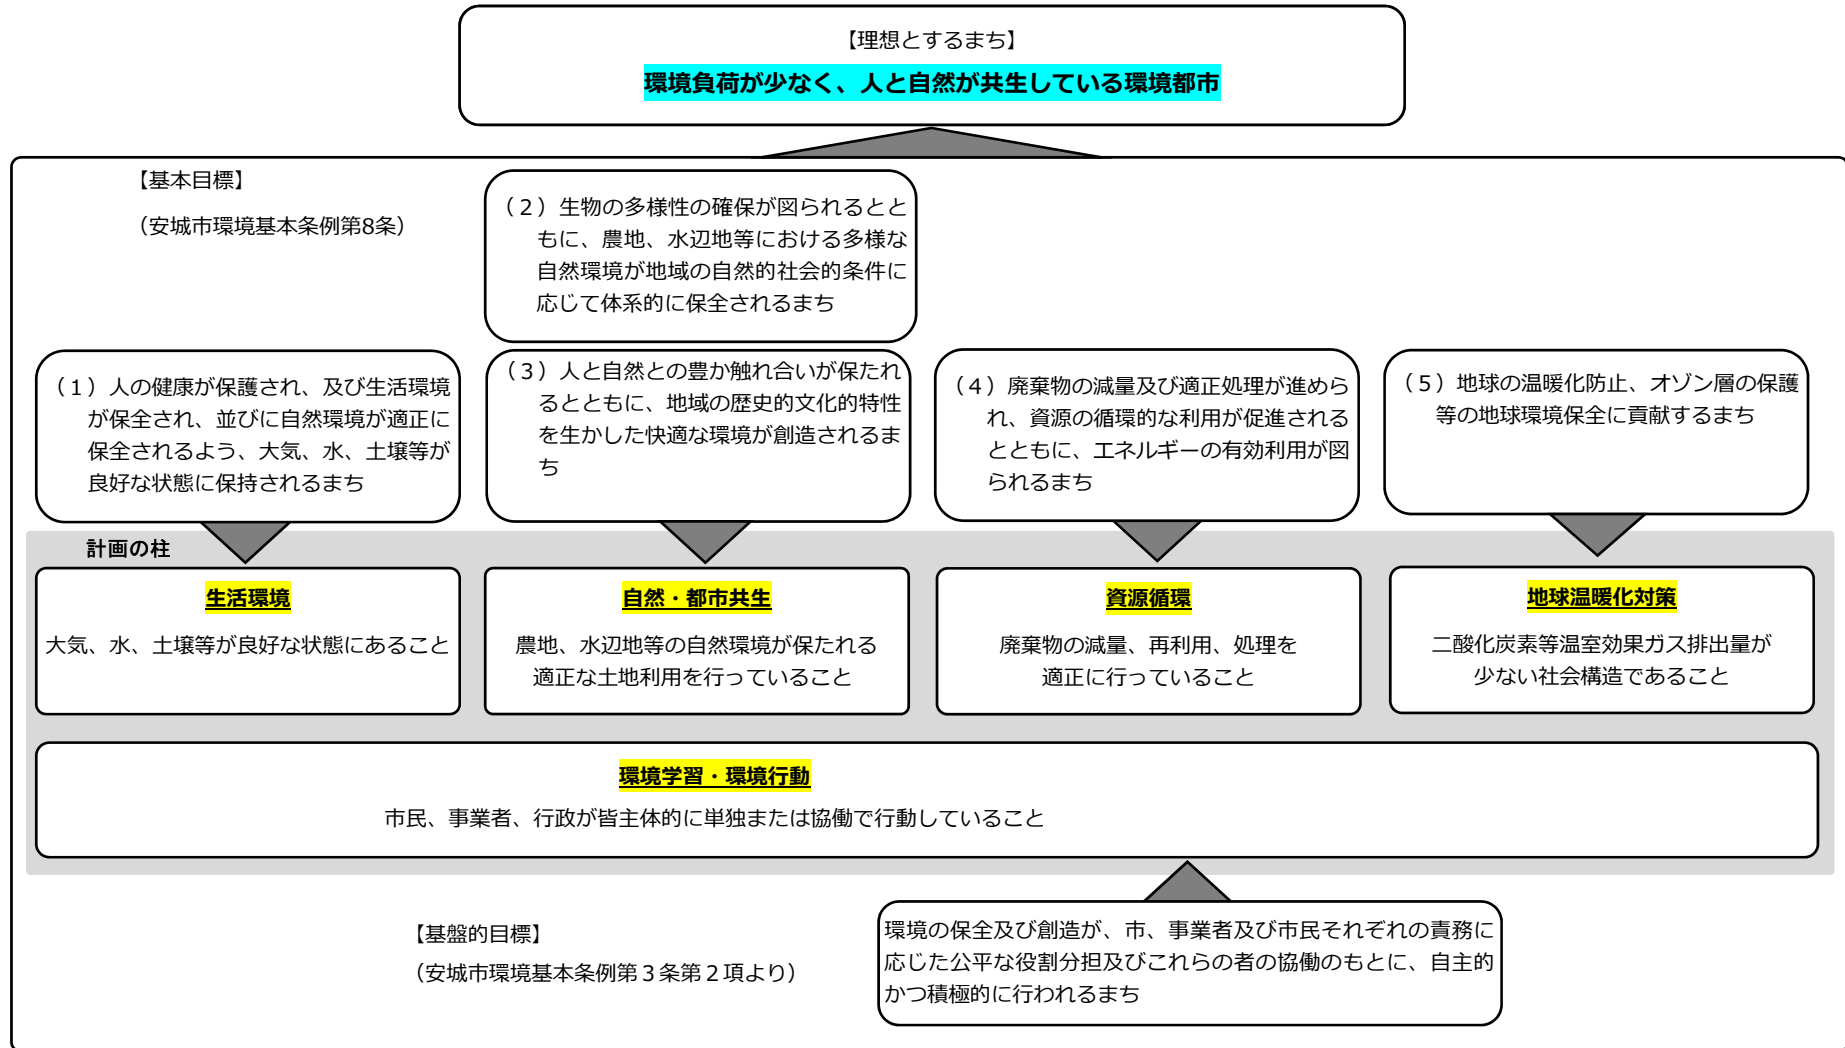 【理想とするまち】
環境負荷が少なく、人と自然が共生している環境都市
【基本目標】
（安城市環境基本条例第8条）
（２）生物の多様性の確保が図られるとと
もに、農地、水辺地等における多様な
自然環境が地域の自然的社会的条件に
応じて体系的に保全されるまち
（１）人の健康が保護され、及び生活環境
が保全され、並びに自然環境が適正に
保全されるよう、大気、水、土壌等が
良好な状態に保持されるまち
（３）人と自然との豊か触れ合いが保たれ
るとともに、地域の歴史的文化的特性
を生かした快適な環境が創造されるま
ち
（４）廃棄物の減量及び適正処理が進めら
れ、資源の循環的な利用が促進される
とともに、エネルギーの有効利用が図
られるまち
（５）地球の温暖化防止、オゾン層の保護
等の地球環境保全に貢献するまち
計画の柱
生活環境
大気、水、土壌等が良好な状態にあること
自然・都市共生
農地、水辺地等の自然環境が保たれる
適正な土地利用を行っていること
資源循環
廃棄物の減量、再利用、処理を
適正に行っていること
地球温暖化対策
二酸化炭素等温室効果ガス排出量が
少ない社会構造であること
環境学習・環境行動
市民、事業者、行政が皆主体的に単独または協働で行動していること
【基盤的目標】
（安城市環境基本条例第３条第２項より）
環境の保全及び創造が、市、事業者及び市民それぞれの責務に
応じた公平な役割分担及びこれらの者の協働のもとに、自主的
かつ積極的に行われるまち